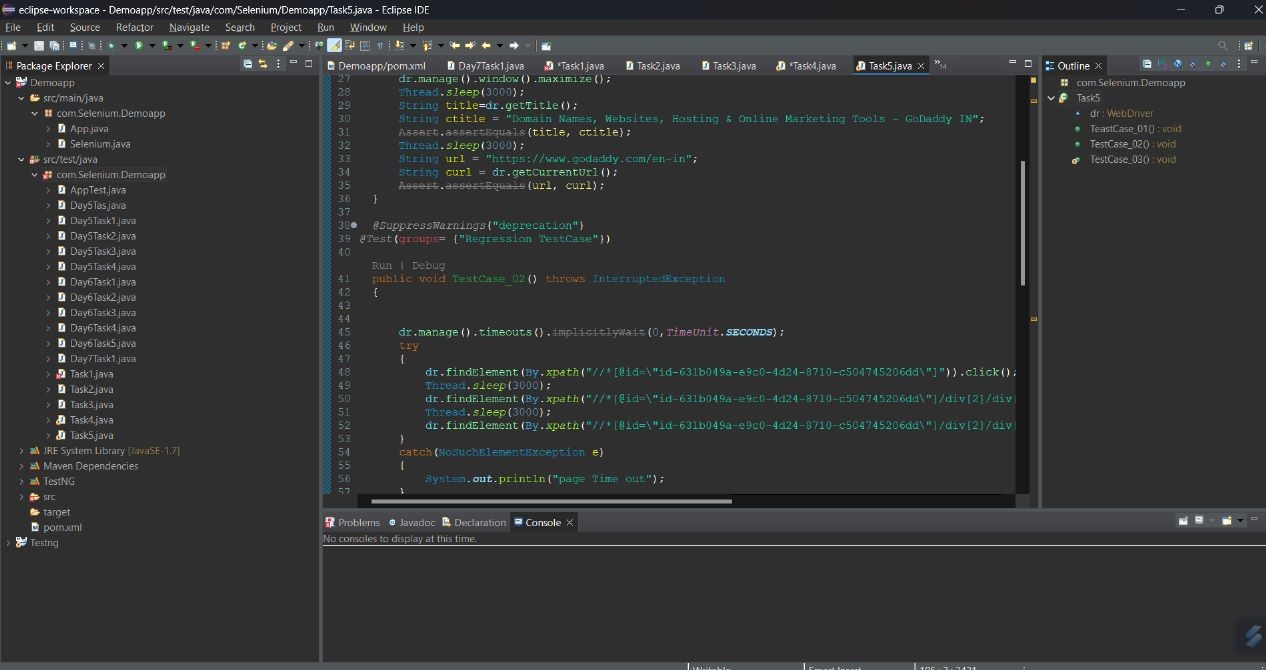 eclipse-workspace - Demoapp/src/test/java/com/Selenium/Demoapp/Task5.java - Eclipse IDE
File Edit Source Refactor Navigate Search Project Run Window Help
Package Explorer
Demoapp
src/main/java
com.Selenium.Demoapp
App.java
Selenium.java
src/test/java
com.Selenium.Demoapp
AppTest.java
Day5Tas.java
Day5Task1.java
Day5Task2.java
Day5Task3.java
Day5Task4.java
Day6Task1.java
Day6Task2.java
Day6Task3.java
Day6Task4.java
Day6Task5.java
Day7Task1.java
Task1.java
Task2.java
Task3.java
Task4.java
Task5.java
JRE System Library [JavaSE-1.7]
Maven Dependencies
TestNG
src
target
pom.xml
Testng
Demoapp/pom.xml Day7Task1.java *Task1.java Task2.java Task3.java *Task4.java Task5.java »14
27 dr.manage().window().maximize();
28 Thread.sleep(3000);
29 String title=dr.getTitle();
30 String ctitle = "Domain Names, Websites, Hosting & Online Marketing Tools - GoDaddy IN";
31 Assert.assertEquals(title, ctitle);
32 Thread.sleep(3000);
33 String url = "https://www.godaddy.com/en-in";
34 String curl = dr.getCurrentUrl();
35 Assert.assertEquals(url, curl);
36 }
37
38 @SuppressWarnings("deprecation")
39 @Test(groups= {"Regression TestCase"})
40
Run | Debug
41 public void TestCase_02() throws InterruptedException
42 {
43
44
45 dr.manage().timeouts().implicitlyWait(0,TimeUnit.SECONDS);
46 try
47 {
48 dr.findElement(By.xpath("//*[@id=\"id-631b049a-e9c0-4d24-8710-c504745206dd\"]")).click();
49 Thread.sleep(3000);
50 dr.findElement(By.xpath("//*[@id=\"id-631b049a-e9c0-4d24-8710-c504745206dd\"]/div[2]/div
51 Thread.sleep(3000);
52 dr.findElement(By.xpath("//*[@id=\"id-631b049a-e9c0-4d24-8710-c504745206dd\"]/div[2]/div
53 }
54 catch(NoSuchElementException e)
55 {
56 System.out.println("page Time out");
57 }
Outline
com.Selenium.Demoapp
Task5
dr : WebDriver
TeastCase_01() : void
TestCase_02() : void
TestCase_03() : void
Problems Javadoc Declaration Console
No consoles to display at this time.